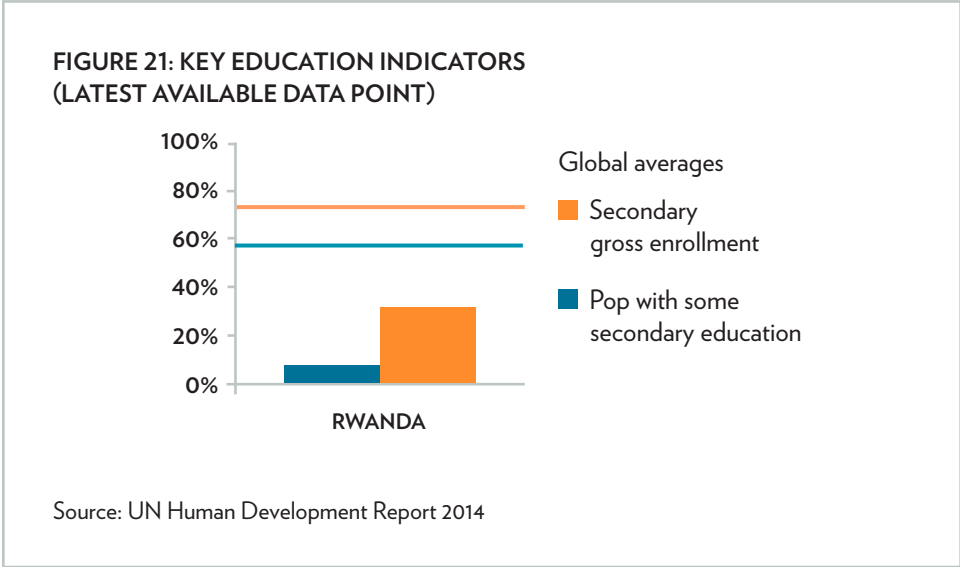 FIGURE 21: KEY EDUCATION INDICATORS
(LATEST AVAILABLE DATA POINT)
100%
80%
60%
40%
20%
0%
RWANDA
Global averages
Secondary
gross enrollment
Pop with some
secondary education
Source: UN Human Development Report 2014